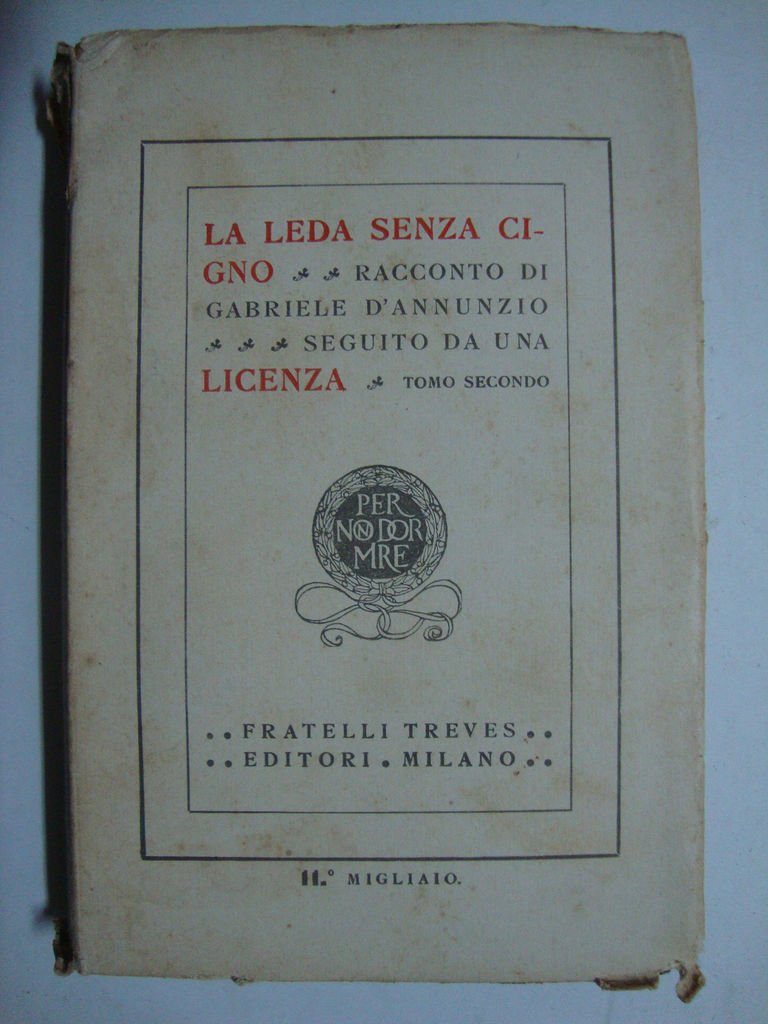 LA LEDA SENZA CI-
GNO RACCONTO DI
GABRIELE D'ANNUNZIO
SEGUITO DA UNA
LICENZA TOMO SECONDO
PER
NON DOR
MRE
..FRATELLI TREVES..
..EDITORI . MILANO..
11.º MIGLIAIO.